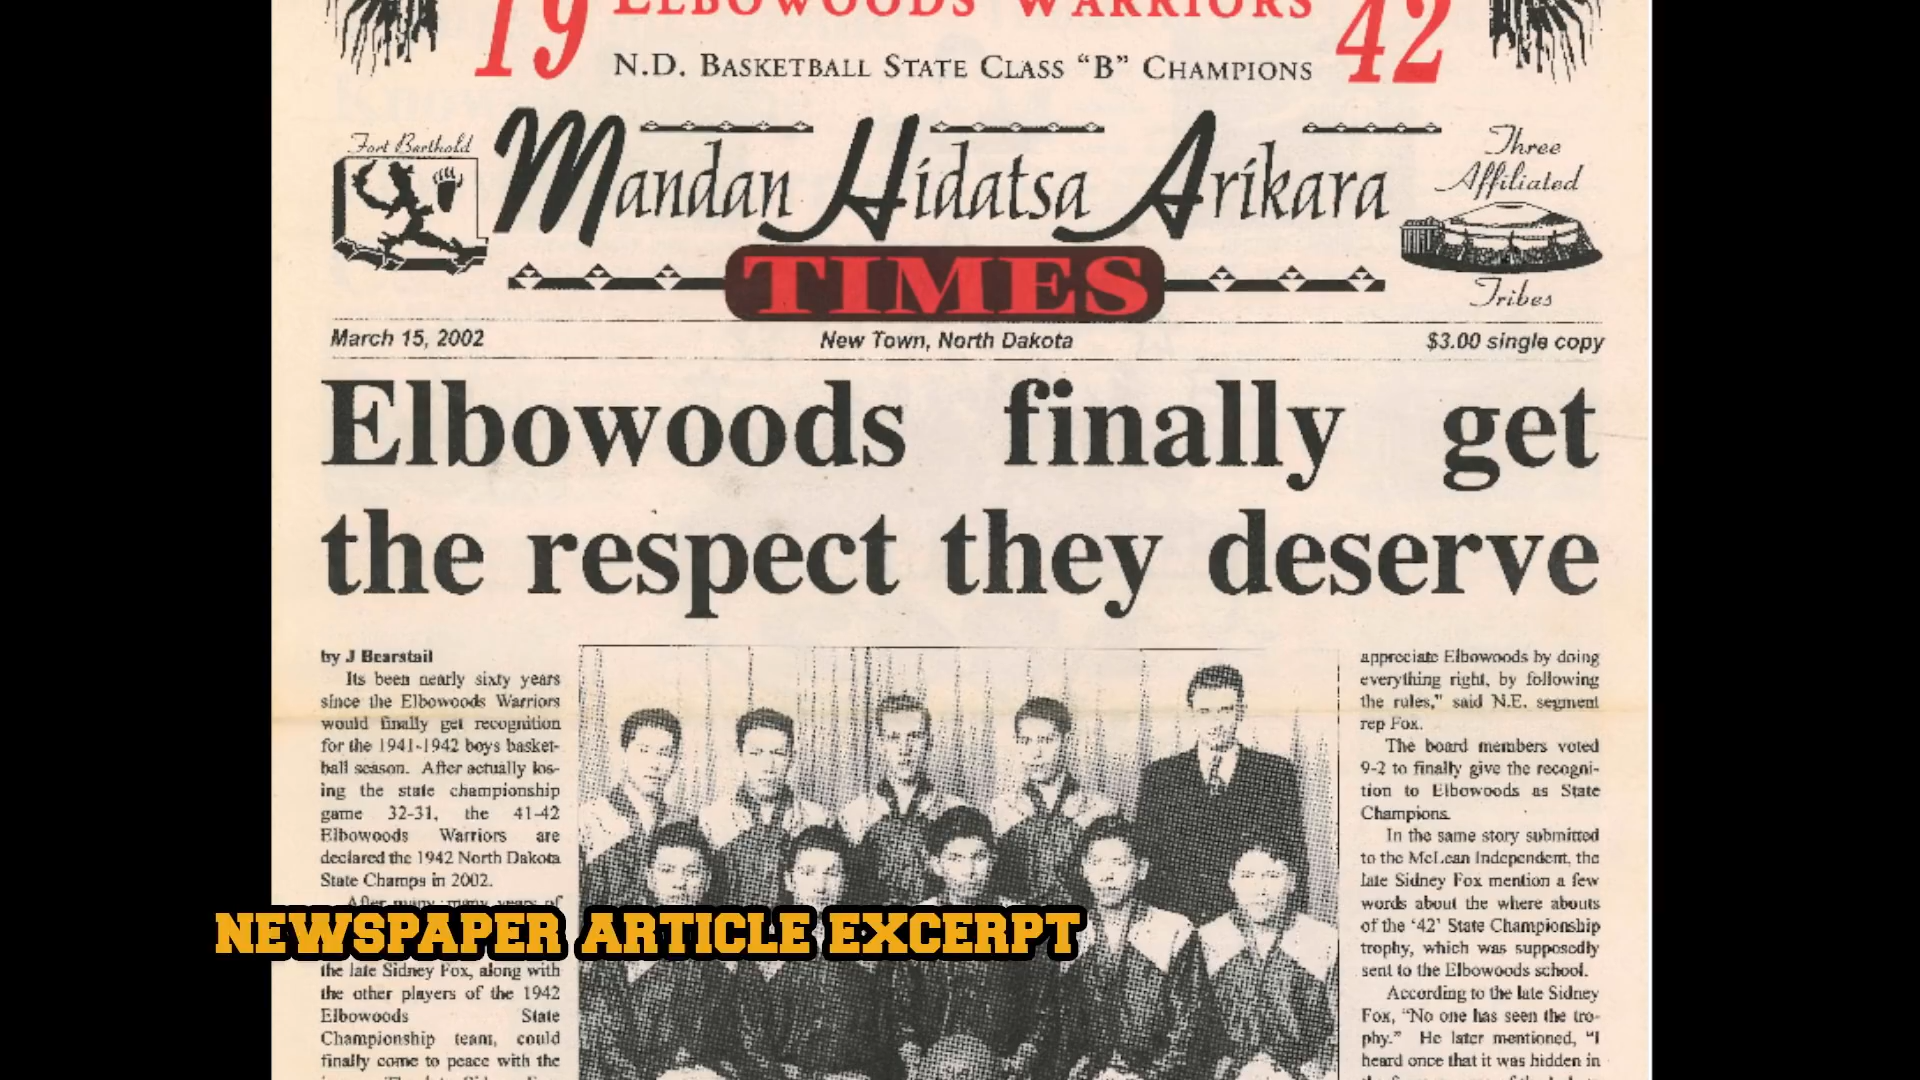 19 ELBOWOODS WARRIORS 42
N.D. BASKETBALL STATE CLASS “B” CHAMPIONS
Fort Berthold
Mandan Hidatsa Arikara
TIMES
Three
Affiliated
Tribes
March 15, 2002 New Town, North Dakota $3.00 single copy
Elbowoods finally get
the respect they deserve
by J Bearstail
Its been nearly sixty years
since the Elbowoods Warriors
would finally get recognition
for the 1941-1942 boys basket-
ball season. After actually los-
ing the state championship
game 32-31, the 41-42
Elbowoods Warriors are
declared the 1942 North Dakota
State Champs in 2002.
After many, many years of
the late Sidney Fox, along with
the other players of the 1942
Elbowoods State
Championship team, could
finally come to peace with the
appreciate Elbowoods by doing
everything right, by following
the rules," said N.E. segment
rep Fox.
The board members voted
9-2 to finally give the recogni-
tion to Elbowoods as State
Champions.
In the same story submitted
to the McLean Independent, the
late Sidney Fox mention a few
words about the where abouts
of the ‘42’ State Championship
trophy, which was supposedly
sent to the Elbowoods school.
According to the late Sidney
Fox, “No one has seen the tro-
phy.” He later mentioned, “I
heard once that it was hidden in
NEWSPAPER ARTICLE EXCERPT